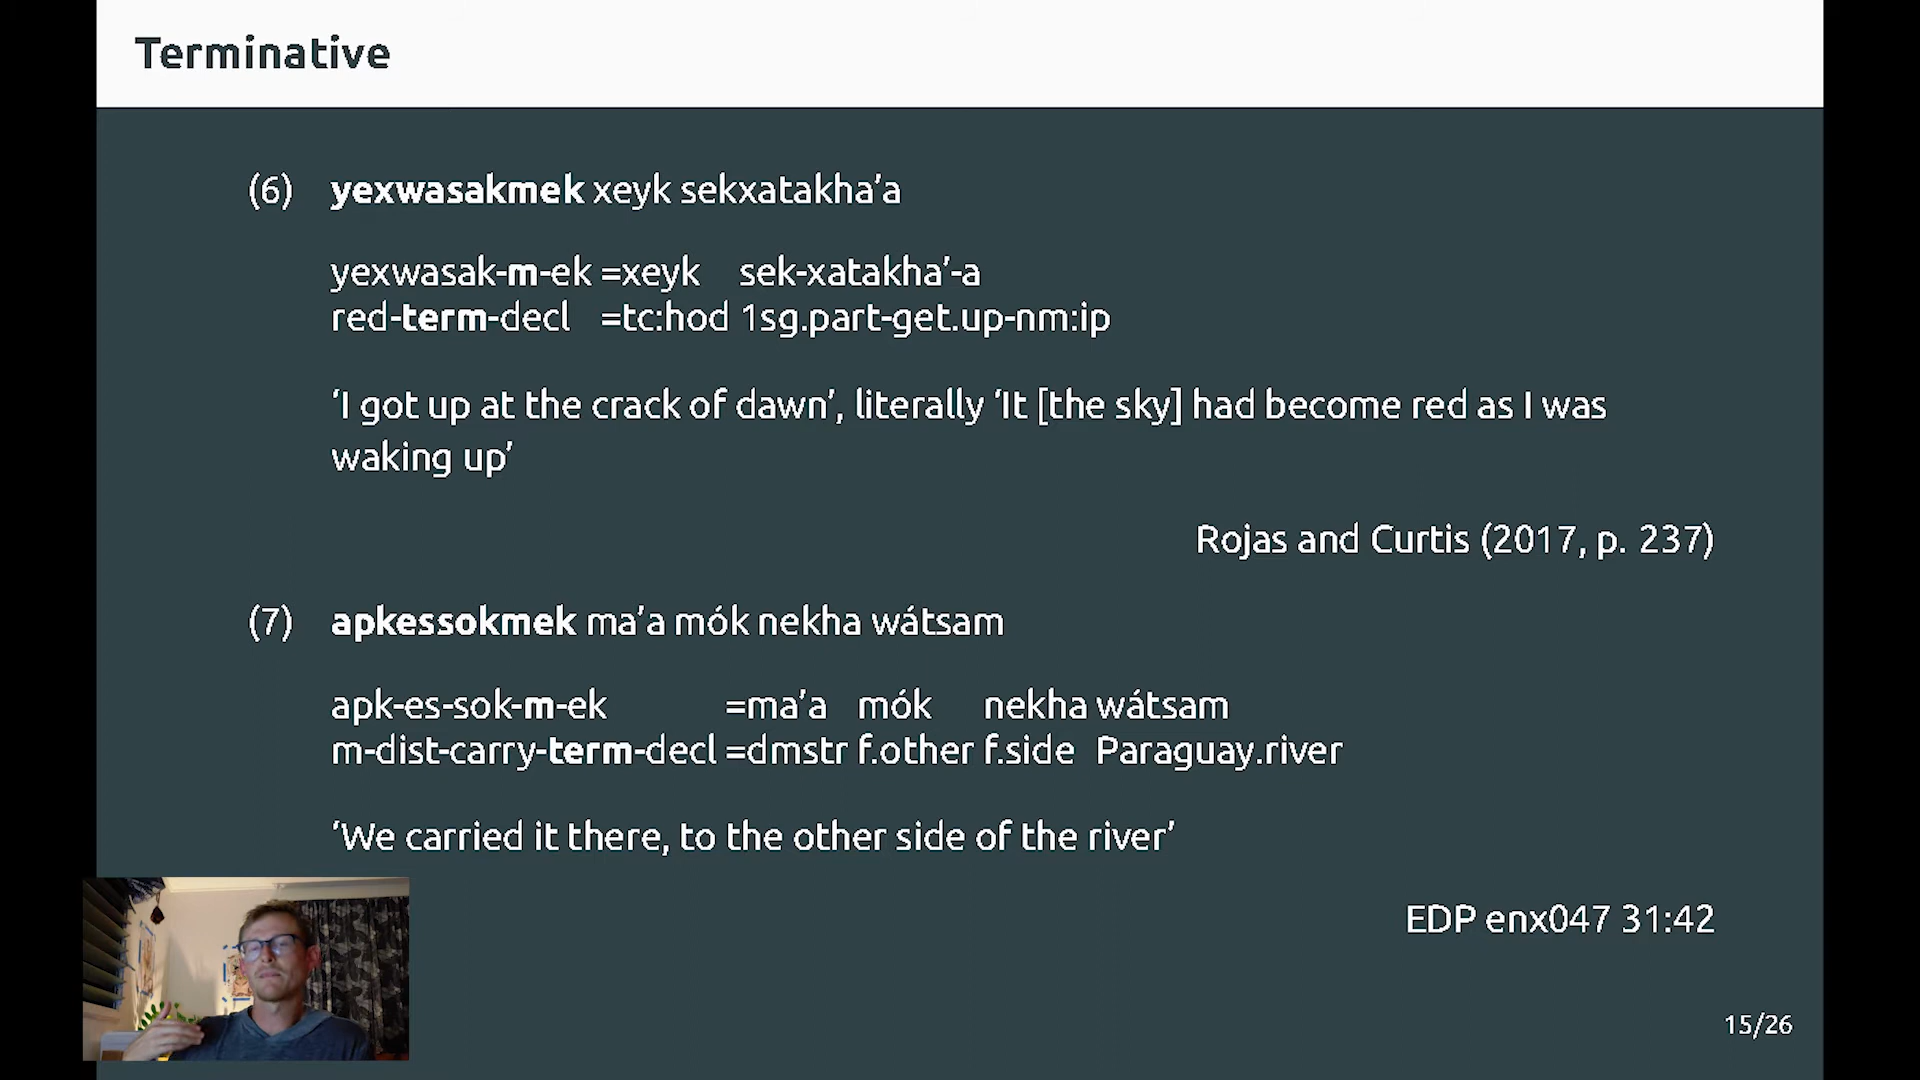 Terminative
(6) yexwasakmek xeyk sekxatakha’a
yexwasak-m-ek =xeyk sek-xatakha’-a
red-term-decl =tc:hod 1sg.part-get.up-nm:ip
‘I got up at the crack of dawn’, literally ‘It [the sky] had become red as I was
waking up’
Rojas and Curtis (2017, p. 237)
(7) apkessokmek ma’a mók nekha wátsam
apk-es-sok-m-ek =ma’a mók nekha wátsam
m-dist-carry-term-decl =dmstr f.other f.side Paraguay.river
‘We carried it there, to the other side of the river’
EDP enx047 31:42
15/26